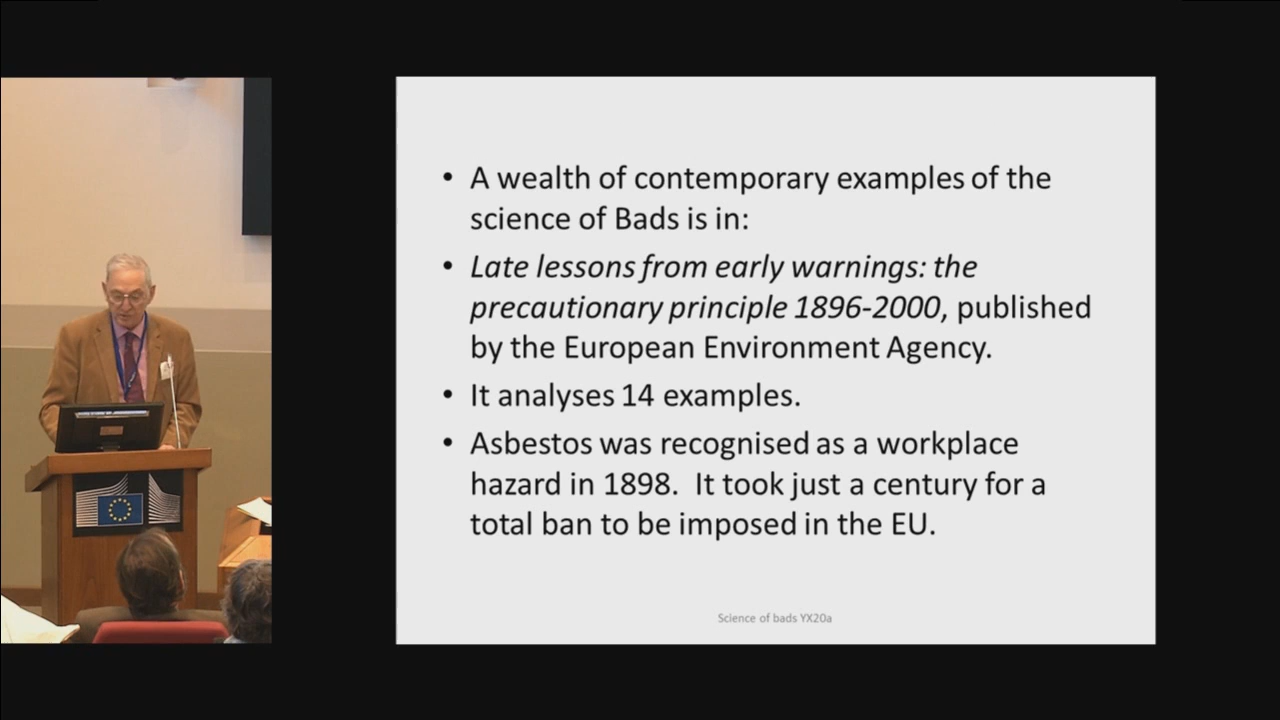 • A wealth of contemporary examples of the
science of Bads is in:
• Late lessons from early warnings: the
precautionary principle 1896-2000, published
by the European Environment Agency.
• It analyses 14 examples.
• Asbestos was recognised as a workplace
hazard in 1898.  It took just a century for a
total ban to be imposed in the EU.
Science of bads YX20a